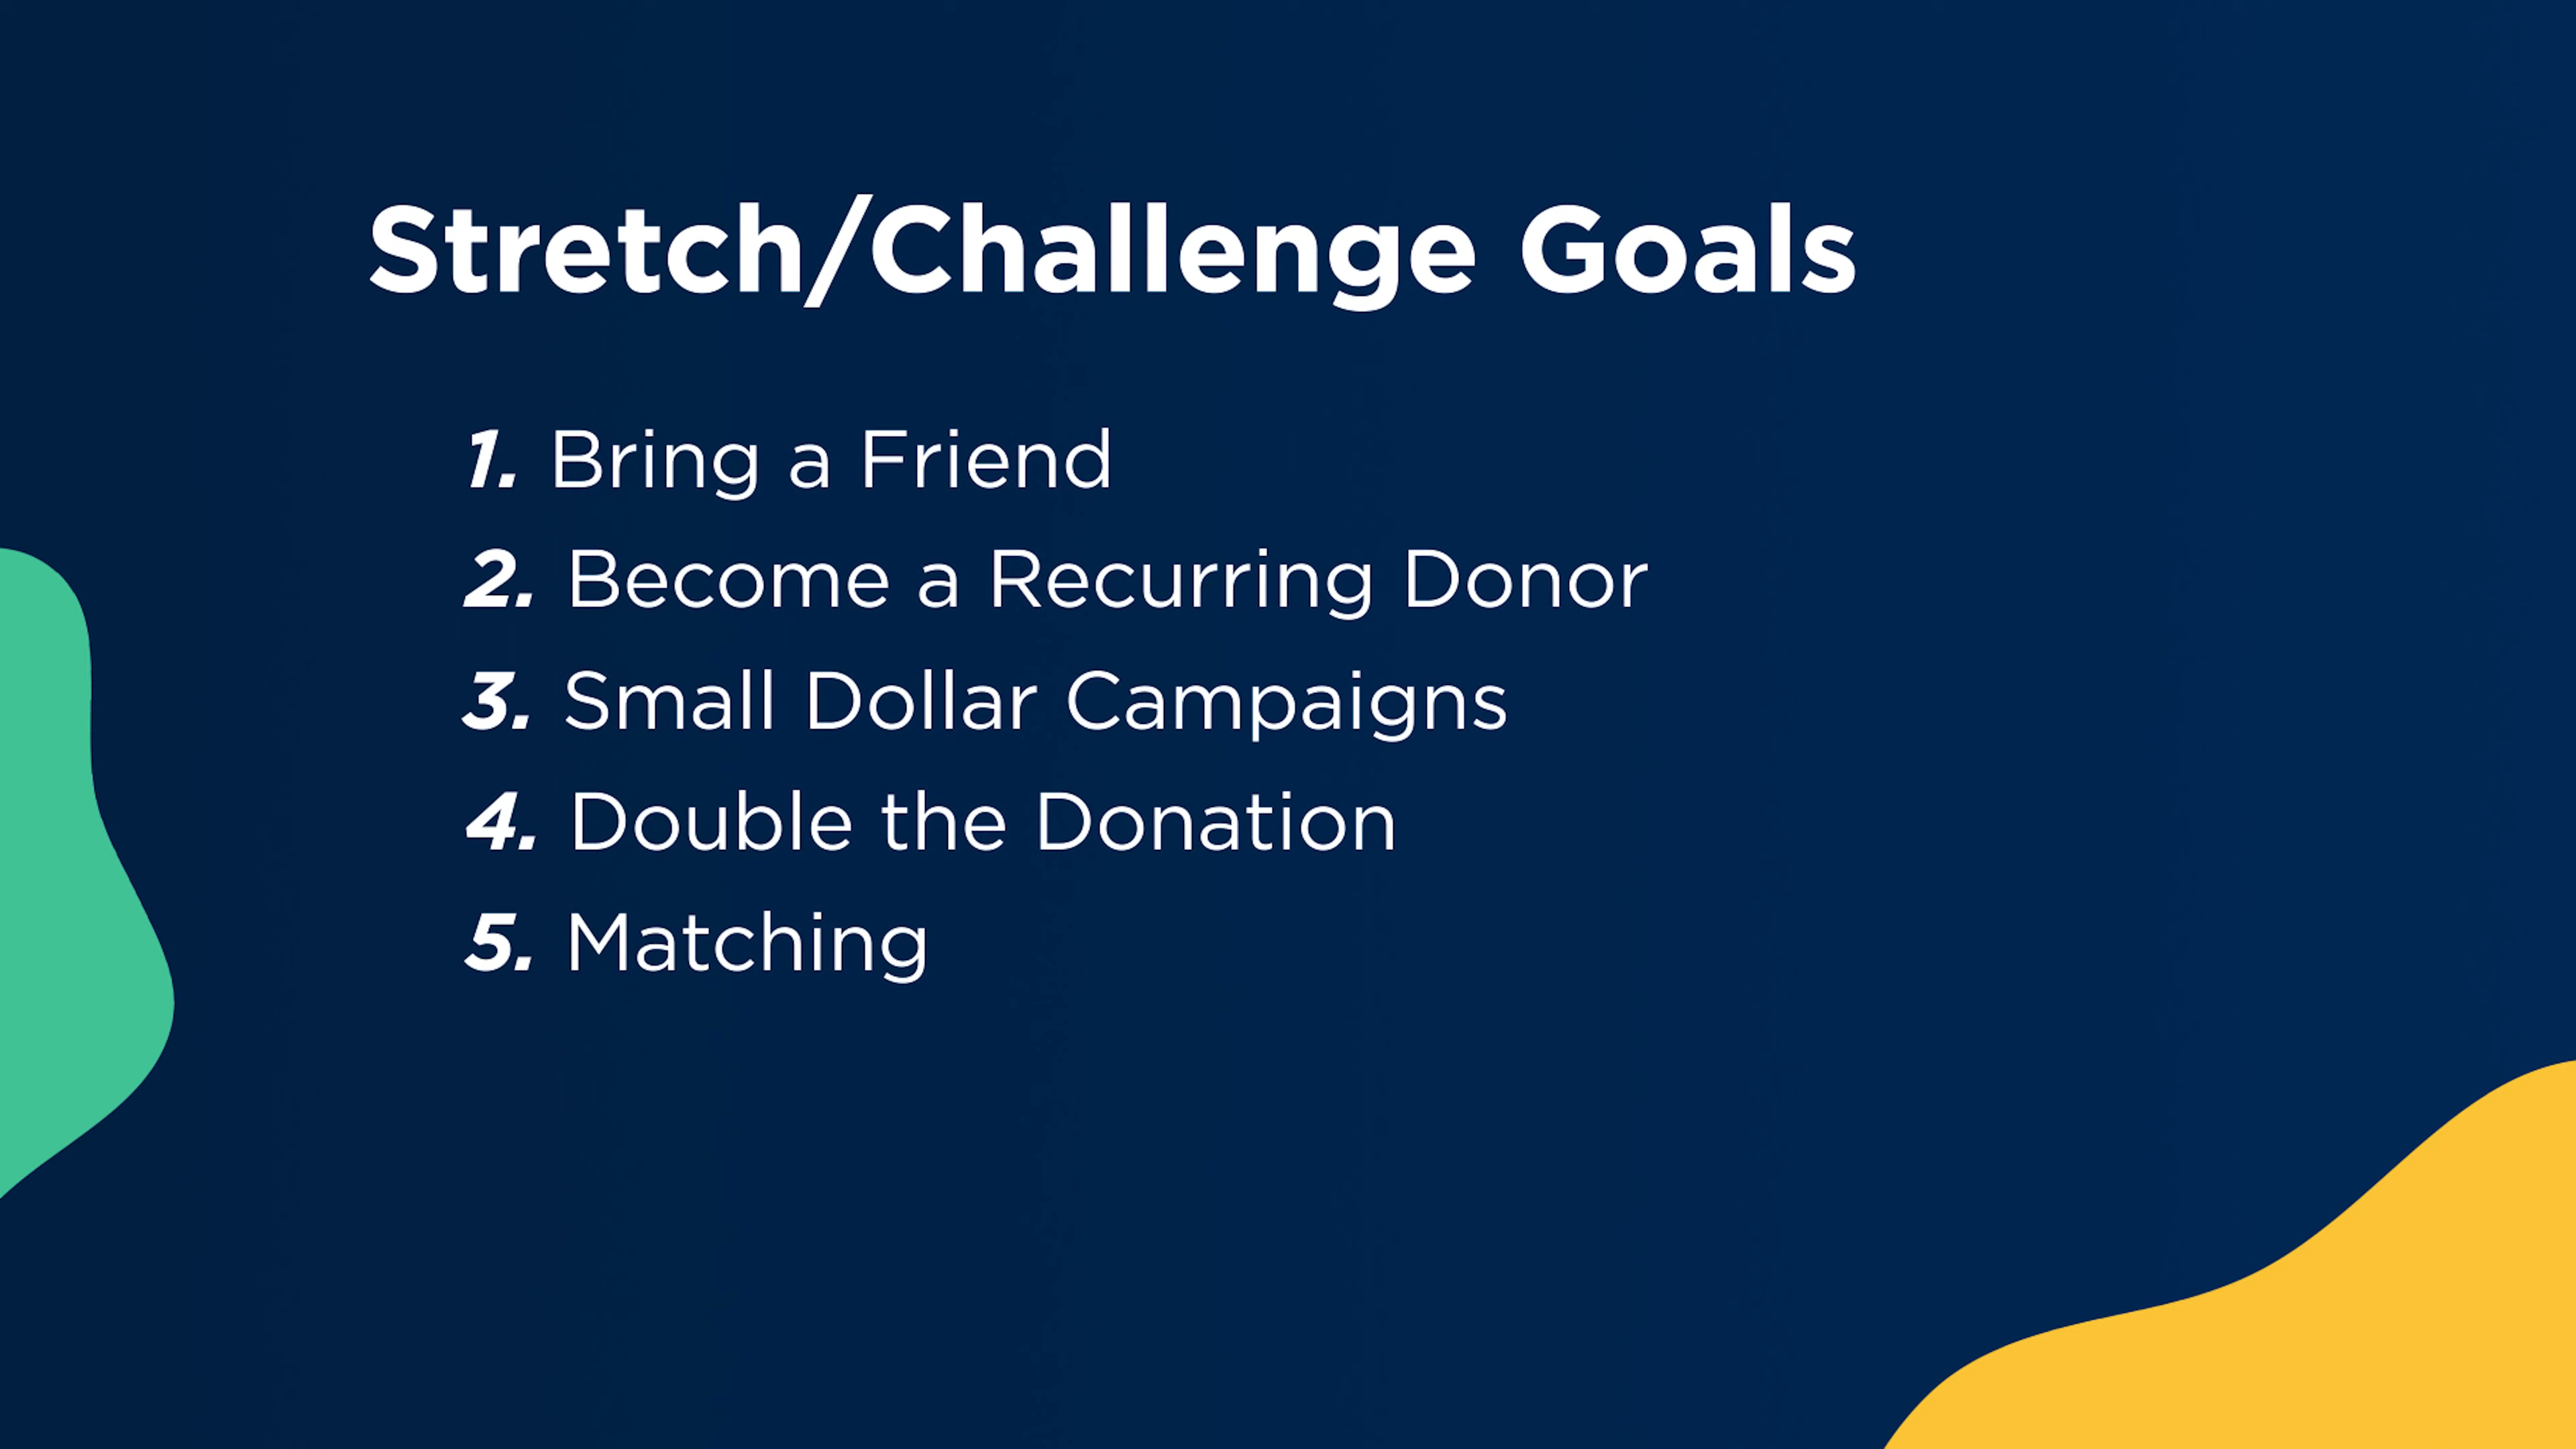 Stretch/Challenge Goals
1. Bring a Friend
2. Become a Recurring Donor
3. Small Dollar Campaigns
4. Double the Donation
5. Matching